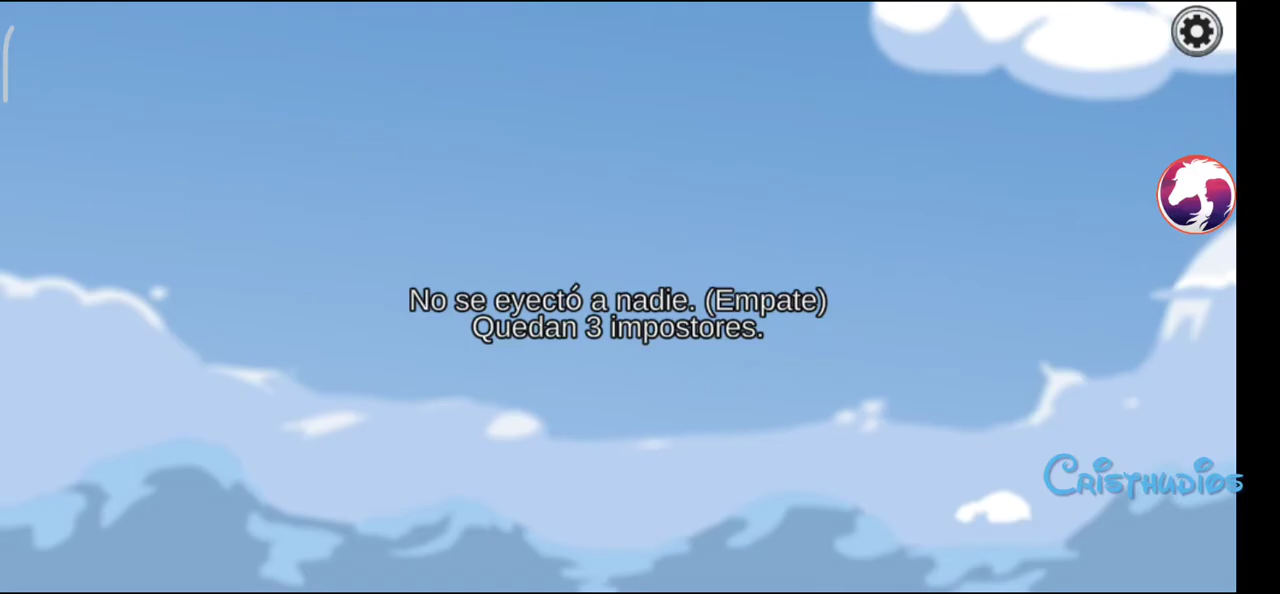 No se eyectó a nadie. (Empate)
Quedan 3 impostores.
CRISTHUDIOS